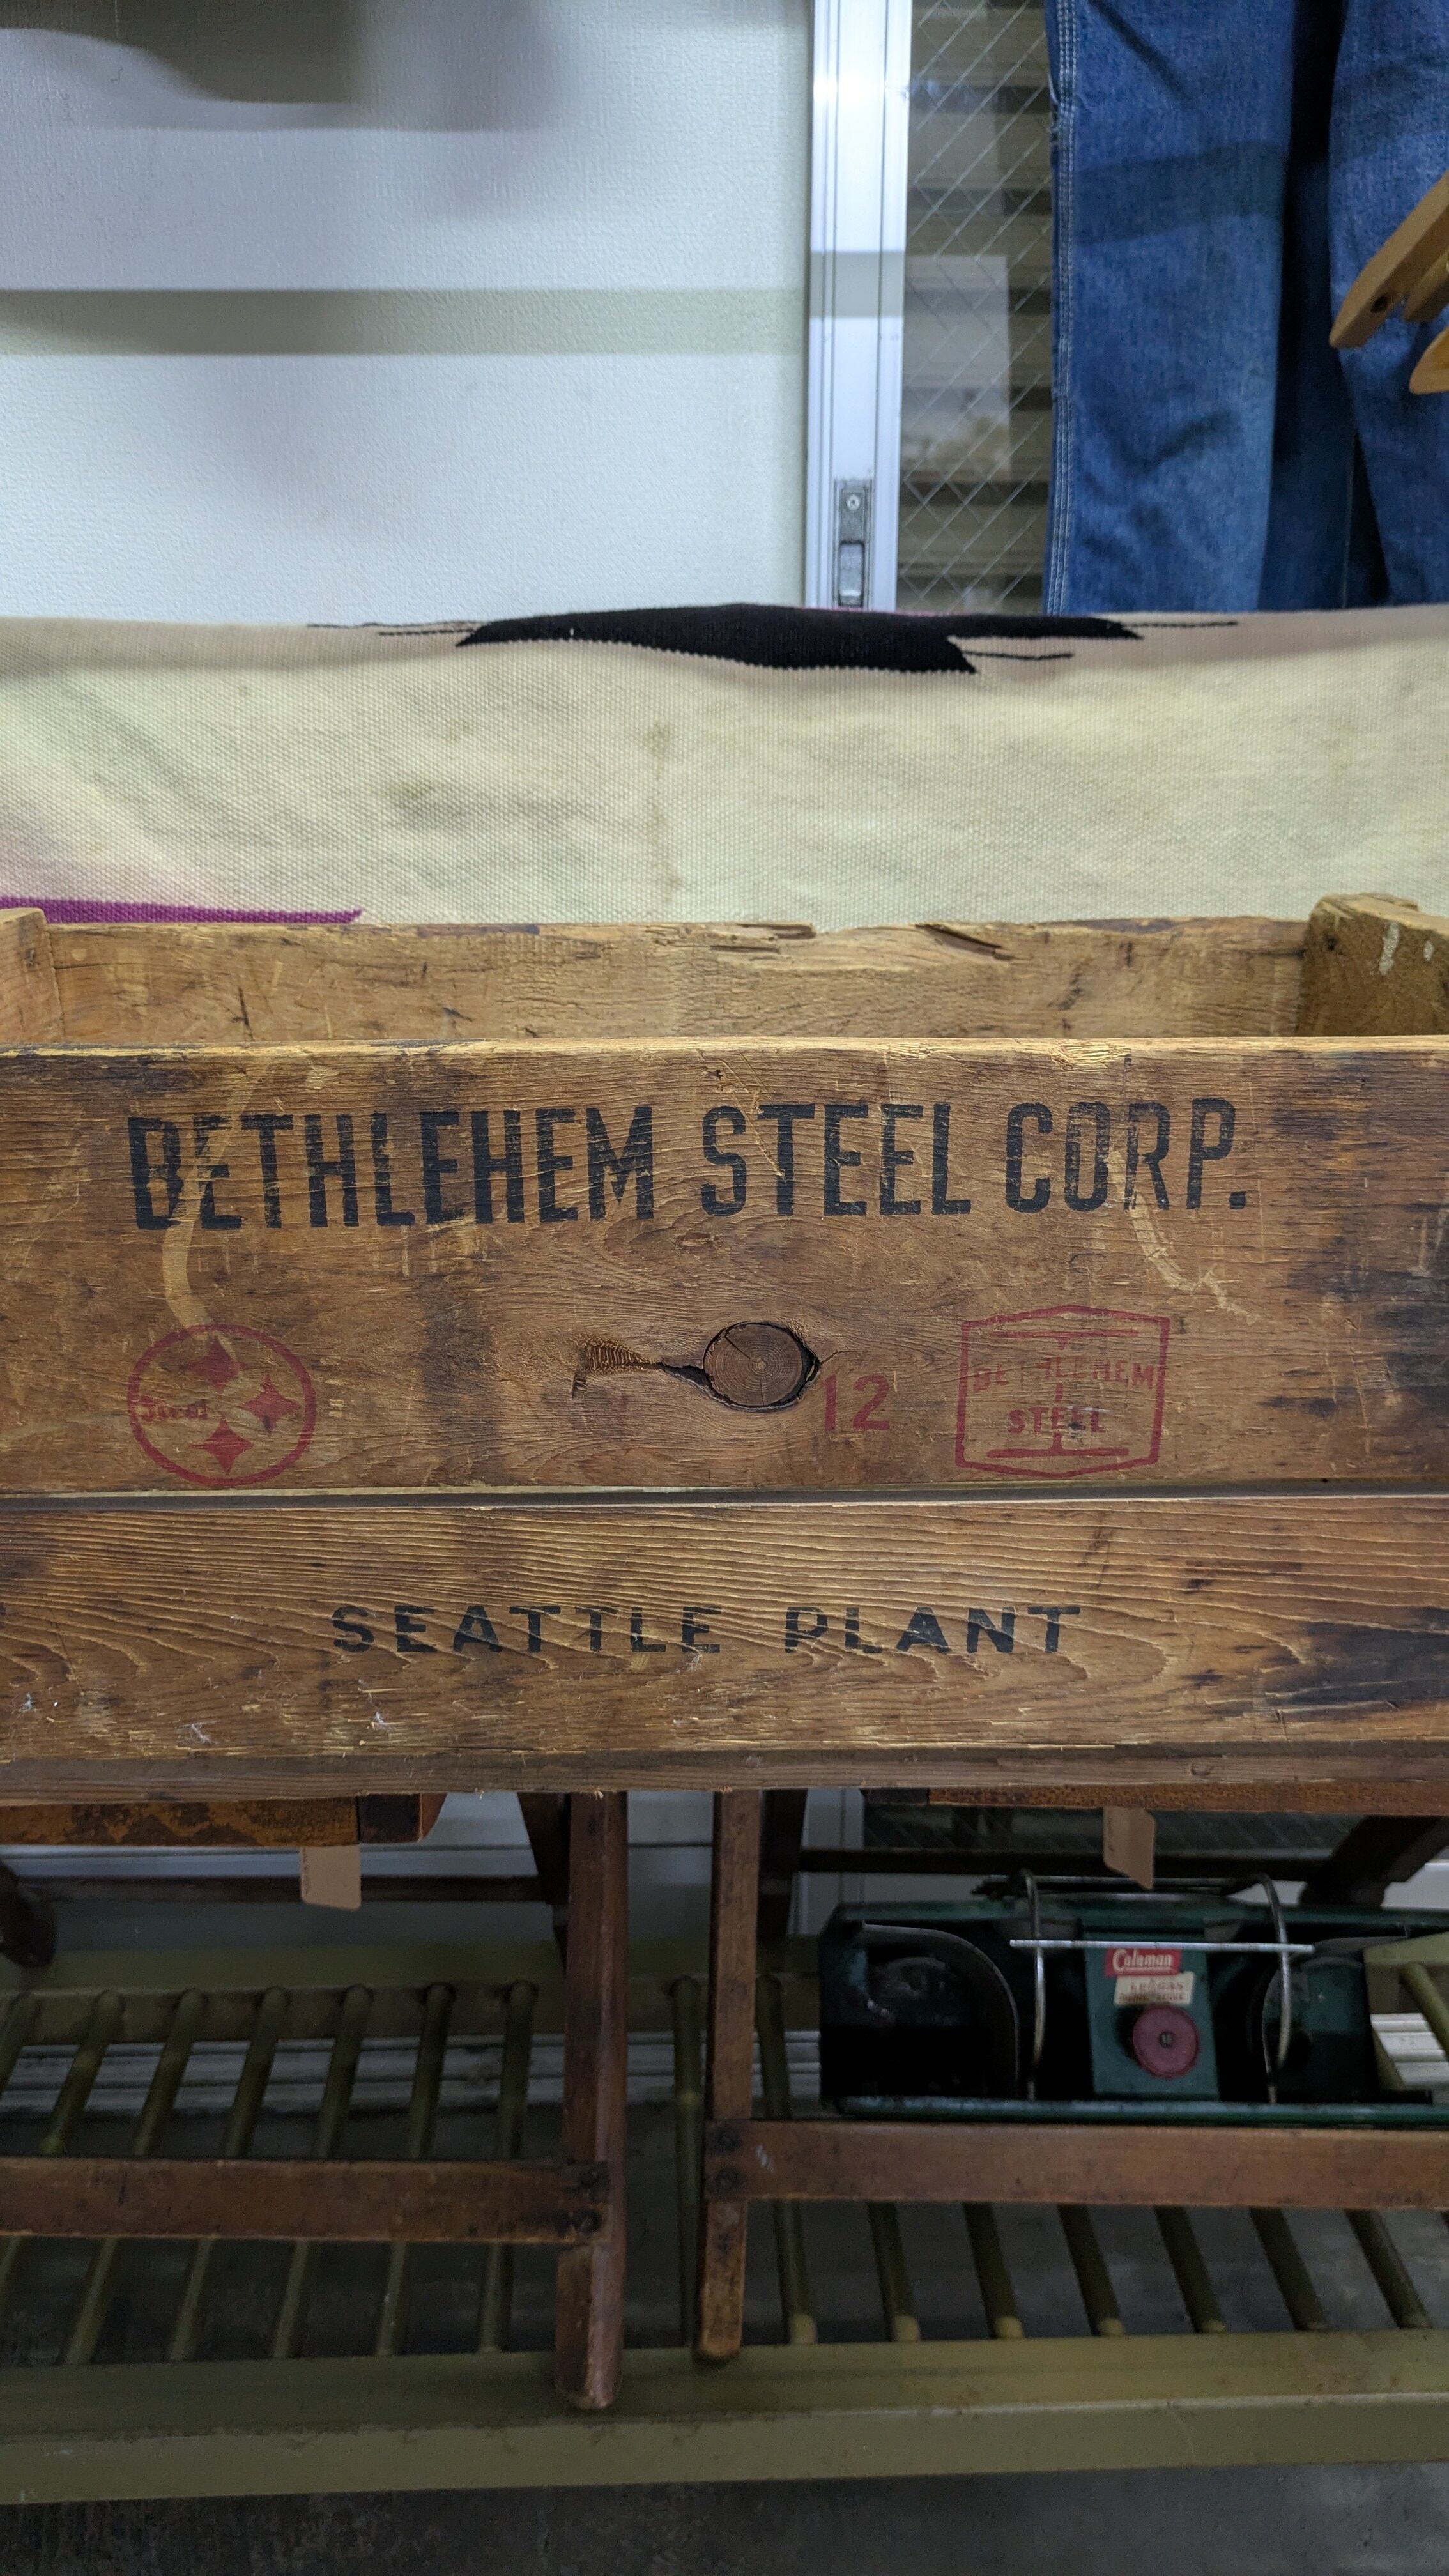 BETHLEHEM STEEL CORP.
Steel
12
BETHLEHEM
STEEL
SEATTLE PLANT
Coleman